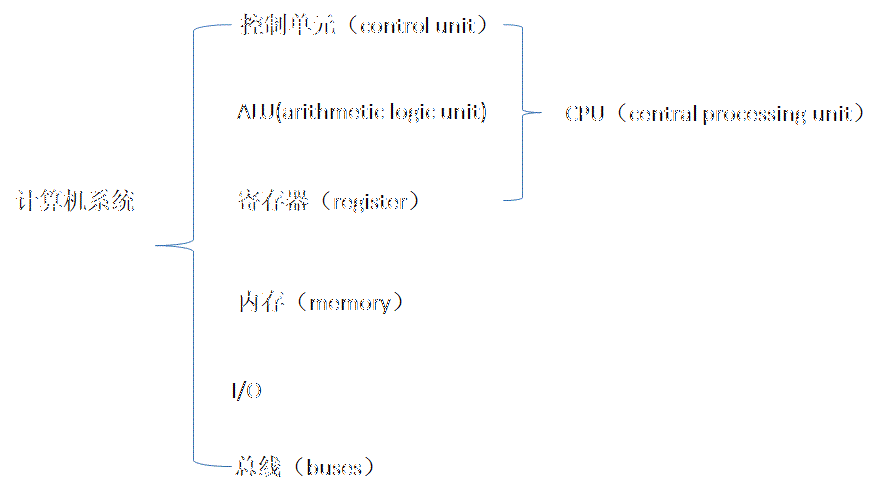 控制单元（control unit）
ALU(arithmetic logic unit)
CPU（central processing unit）
计算机系统
寄存器（register）
内存（memory）
I/O
总线（buses）